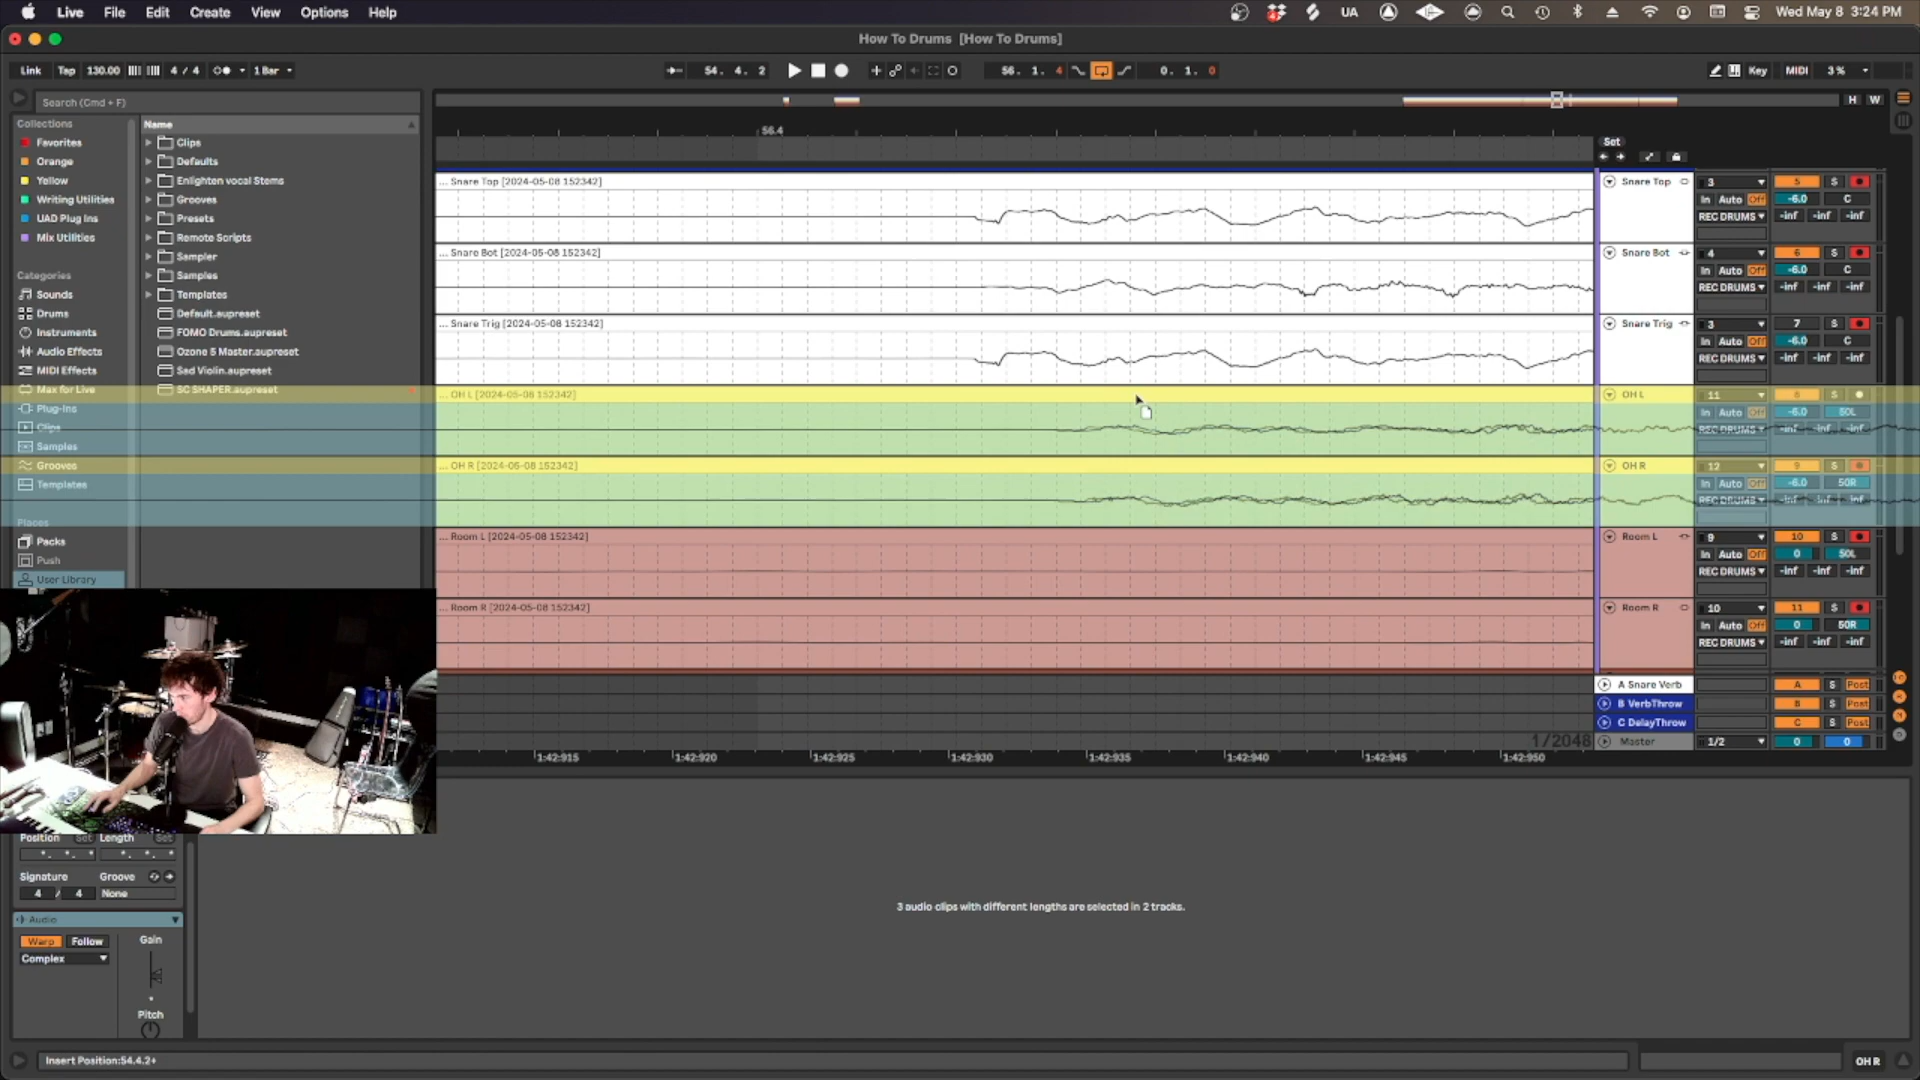 Live File Edit Create View Options Help
UA
Wed May 8 3:24 PM
How To Drums [How To Drums]
Link Tap 130.00 4 / 4 1 Bar
54. 4. 2
56. 1. 4
0. 1. 0
Key MIDI 3%
Search (Cmd + F)
H W
Collections
Favorites
Orange
Yellow
Writing Utilities
UAD Plug Ins
Mix Utilities
Categories
Sounds
Drums
Instruments
Audio Effects
MIDI Effects
Max for Live
Plug-Ins
Clips
Samples
Grooves
Templates
Places
Packs
Push
User Library
Name
Clips
Defaults
Enlighten vocal Stems
Grooves
Presets
Remote Scripts
Sampler
Samples
Templates
Default.aupreset
FOMO Drums.aupreset
Ozone 5 Master.aupreset
Sad Violin.aupreset
SC SHAPER.aupreset
56.4
Set
... Snare Top [2024-05-08 152342]
Snare Top 3 5 S
In Auto Off -6.0 C
REC DRUMS -inf -inf -inf
... Snare Bot [2024-05-08 152342]
Snare Bot 4 6 S
In Auto Off -6.0 C
REC DRUMS -inf -inf -inf
... Snare Trig [2024-05-08 152342]
Snare Trig 3 7 S
In Auto Off -6.0 C
REC DRUMS -inf -inf -inf
... OH L [2024-05-08 152342]
OH L 11 8 S
In Auto Off -6.0 50L
REC DRUMS -inf -inf -inf
... OH R [2024-05-08 152342]
OH R 12 9 S
In Auto Off -6.0 50R
REC DRUMS -inf -inf -inf
... Room L [2024-05-08 152342]
Room L 9 10 S
In Auto Off 0 50L
REC DRUMS -inf -inf -inf
... Room R [2024-05-08 152342]
Room R 10 11 S
In Auto Off 0 50R
REC DRUMS -inf -inf -inf
A Snare Verb A S Post
B VerbThrow B S Post
C DelayThrow C S Post
1/2048 Master 1/2 0 0
1:42:915 1:42:920 1:42:925 1:42:930 1:42:935 1:42:940 1:42:945 1:42:950
Position Set Length Set
Signature Groove
4 / 4 None
Audio
Warp Follow Gain
Complex
Pitch
3 audio clips with different lengths are selected in 2 tracks.
Insert Position:54.4.2+
OH R